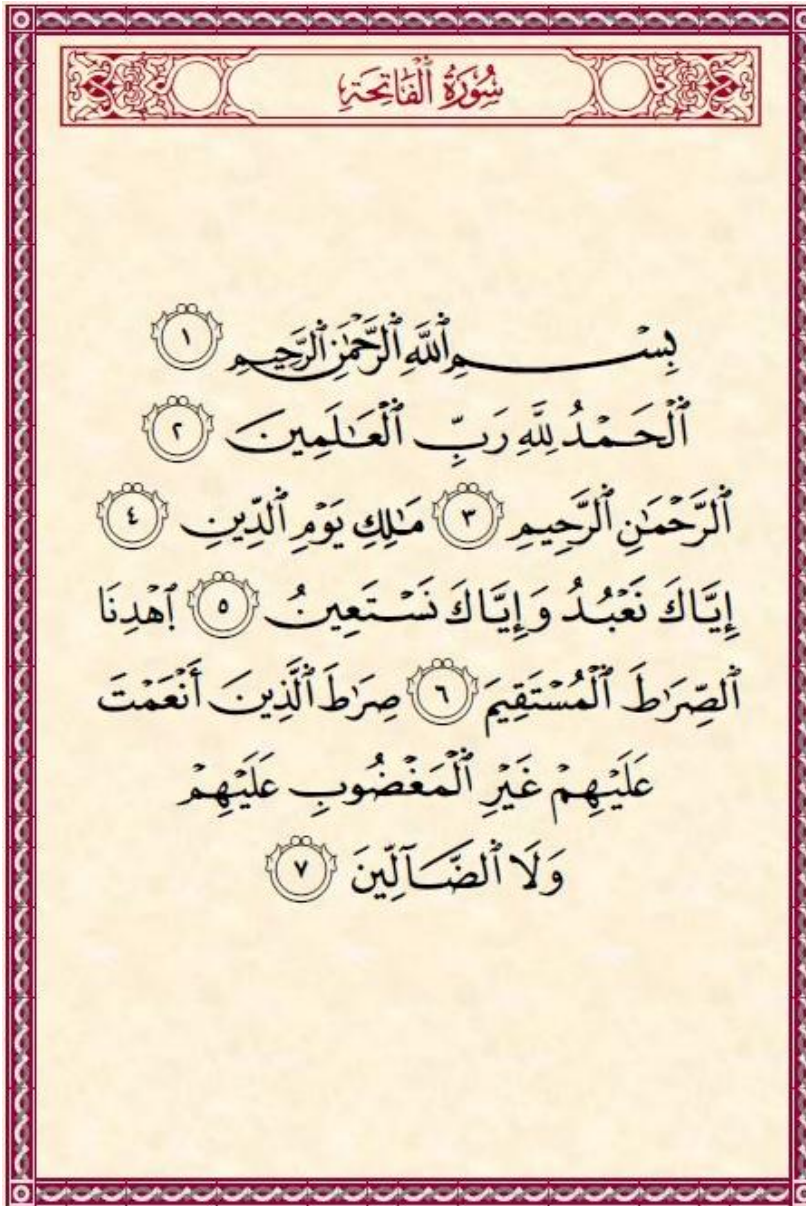 سُورَةُ ٱلْفَاتِحَةِ
بِسْمِ ٱللَّهِ ٱلرَّحْمَٰنِ ٱلرَّحِيمِ ١
ٱلْحَمْدُ لِلَّهِ رَبِّ ٱلْعَٰلَمِينَ ٢
ٱلرَّحْمَٰنِ ٱلرَّحِيمِ ٣ مَٰلِكِ يَوْمِ ٱلدِّينِ ٤
إِيَّاكَ نَعْبُدُ وَإِيَّاكَ نَسْتَعِينُ ٥ ٱهْدِنَا
ٱلصِّرَٰطَ ٱلْمُسْتَقِيمَ ٦ صِرَٰطَ ٱلَّذِينَ أَنْعَمْتَ
عَلَيْهِمْ غَيْرِ ٱلْمَغْضُوبِ عَلَيْهِمْ
وَلَا ٱلضَّآلِّينَ ٧